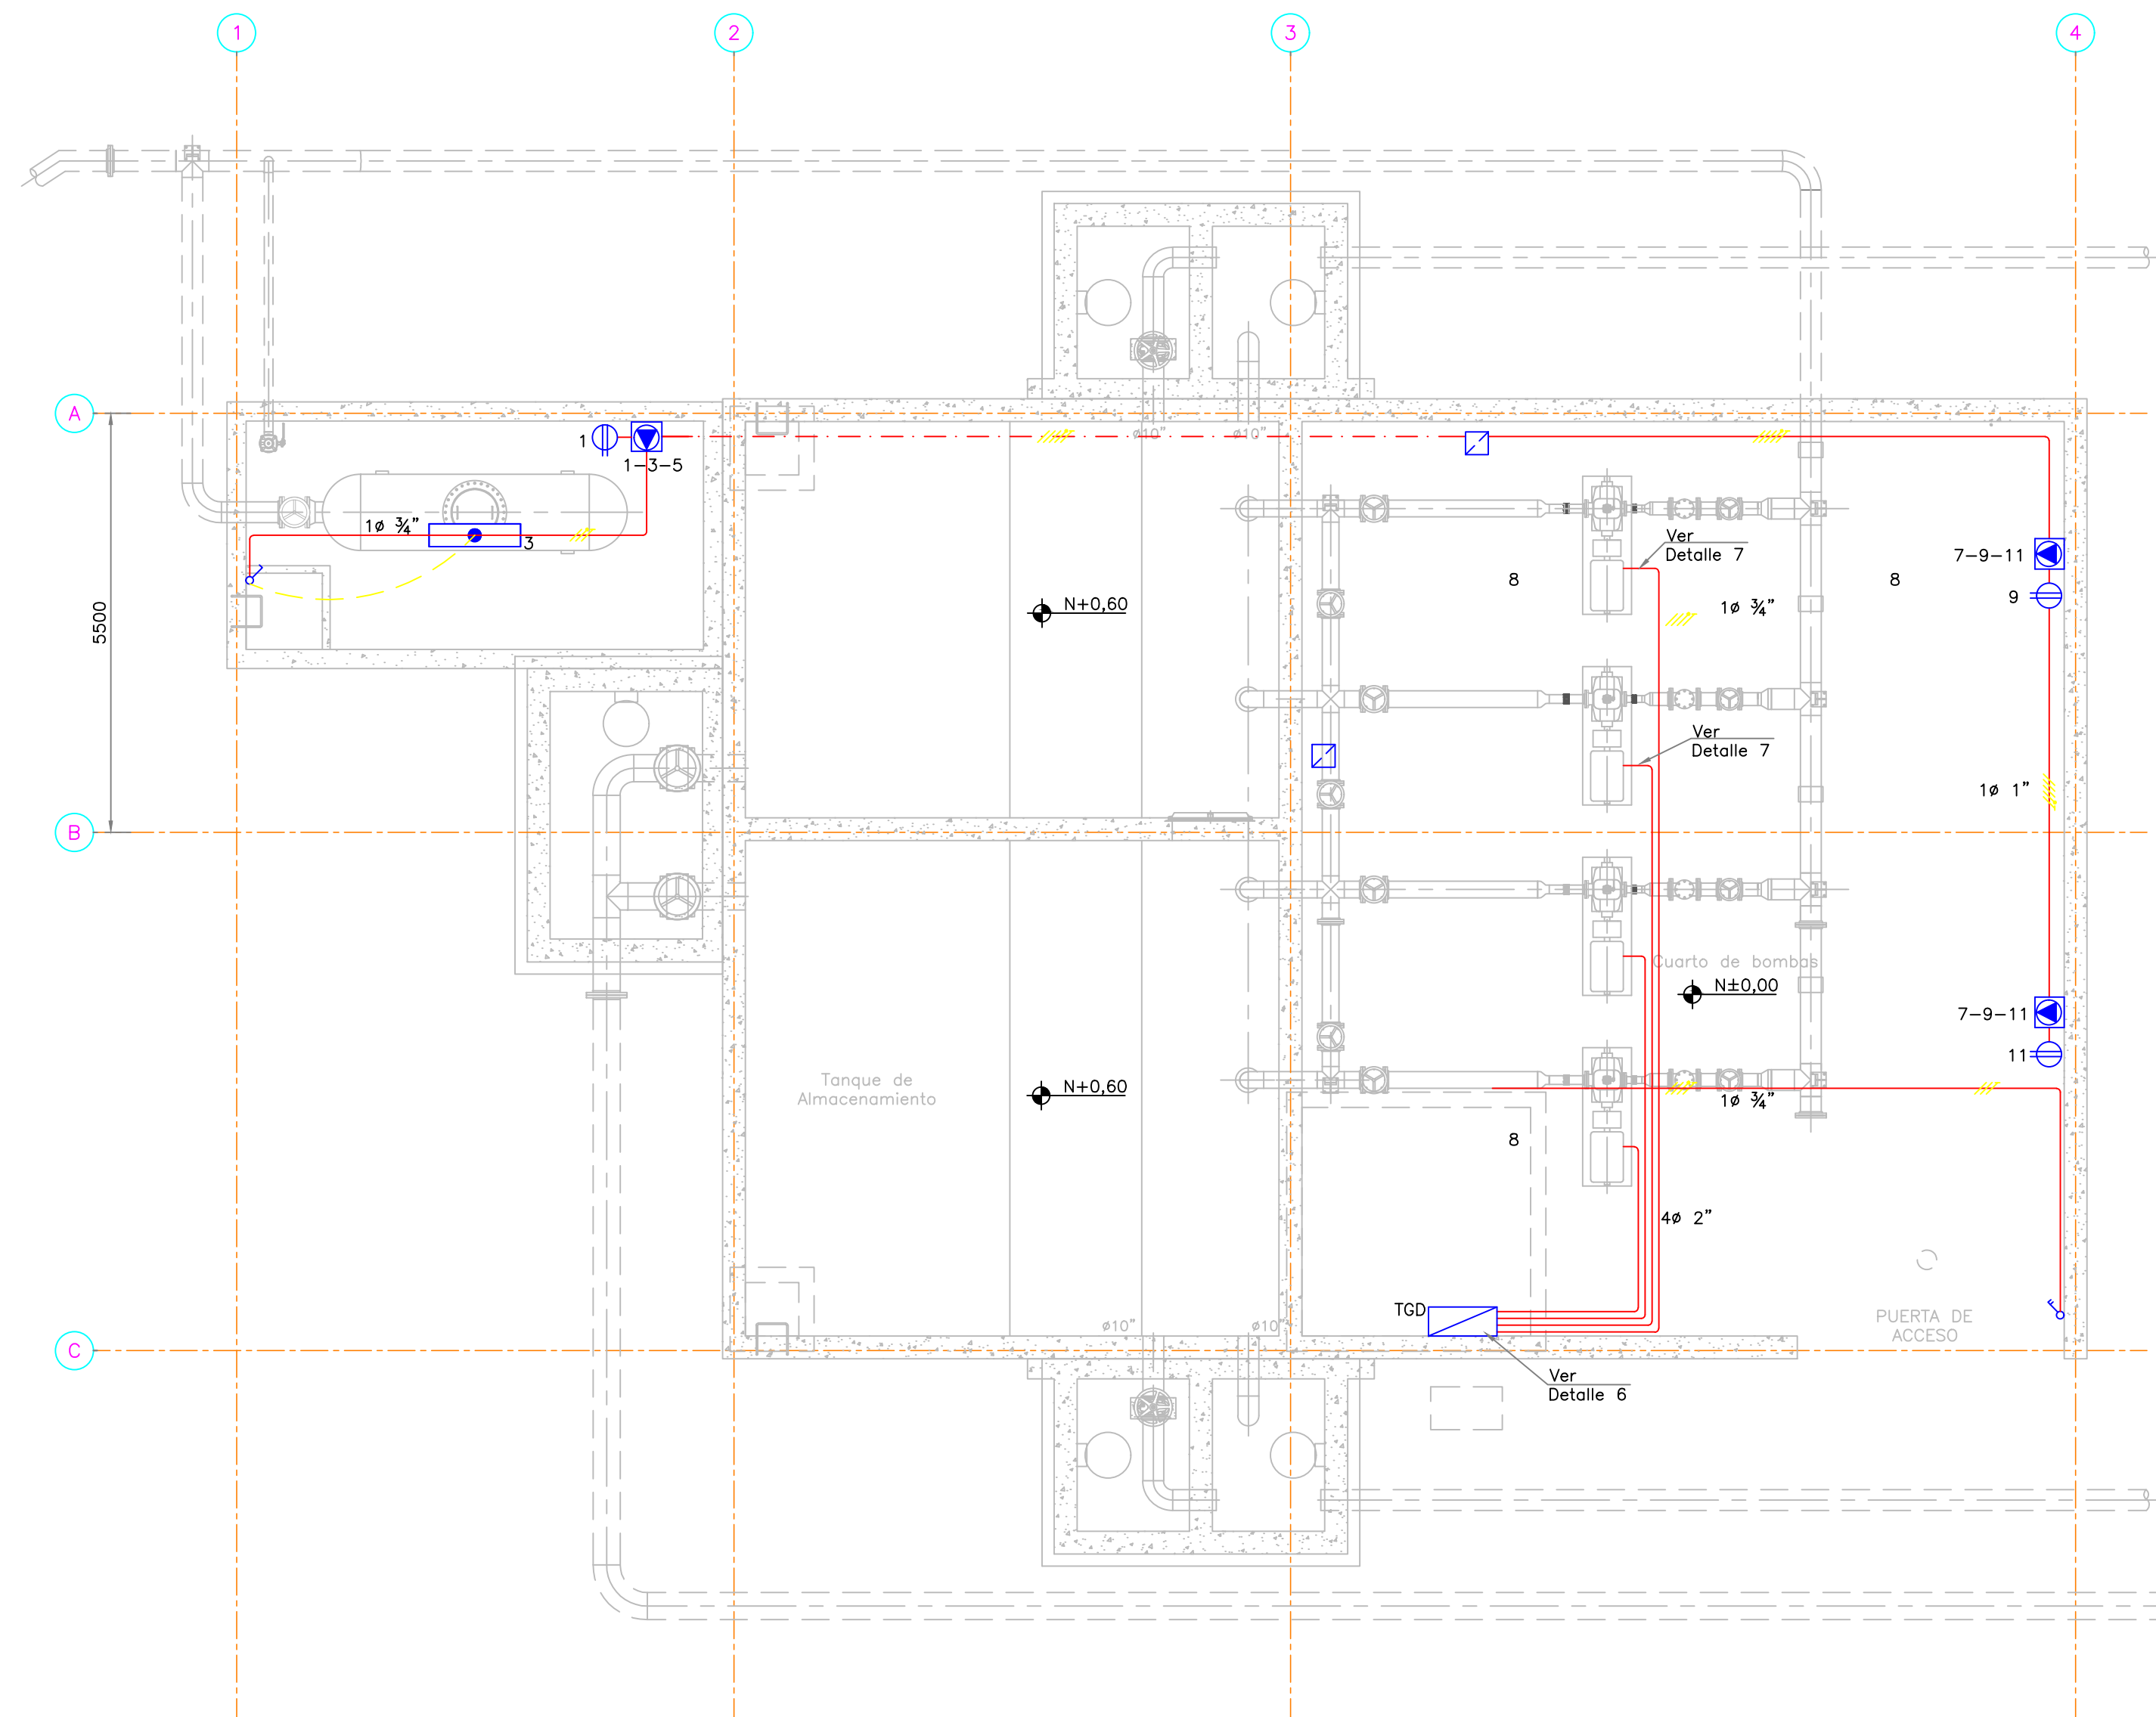 1
2
3
4
A
ø10"
ø10"
1
1-3-5
1ø ¾"
3
Ver
Detalle 7
7-9-11
8
8
9
1ø ¾"
N+0,60
5500
Ver
Detalle 7
1ø 1"
B
Cuarto de bombas
N±0,00
7-9-11
11
Tanque de
Almacenamiento
N+0,60
1ø ¾"
8
4ø 2"
TGD
PUERTA DE
ACCESO
ø10"
ø10"
C
Ver
Detalle 6